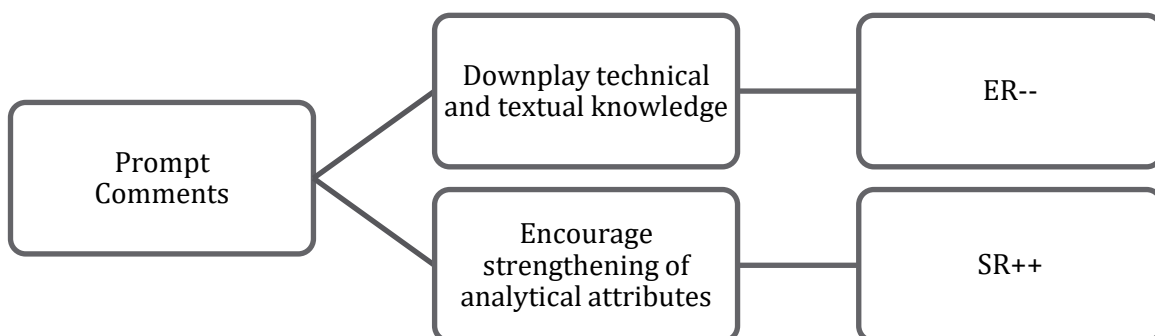 Prompt
Comments
Downplay technical
and textual knowledge
ER--
Encourage
strengthening of
analytical attributes
SR++